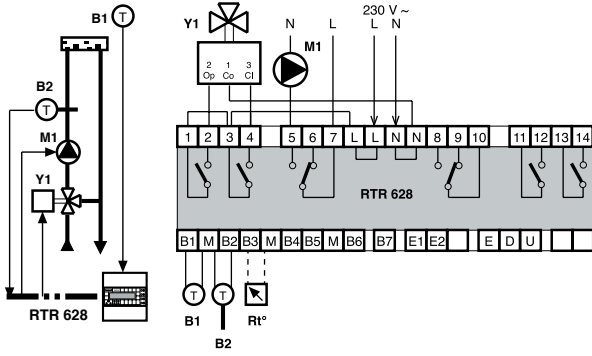 B1 T
B2
T
M1
Y1
RTR 628
Y1
2 1 3
Op Co Cl
N L
M1
230 V ~
L N
1 2 3 4 5 6 7 L L N N 8 9 10 11 12 13 14
RTR 628
B1 M B2 B3 M B4 B5 M B6 B7 E1 E2 E D U
T T
B1 Rt°
B2